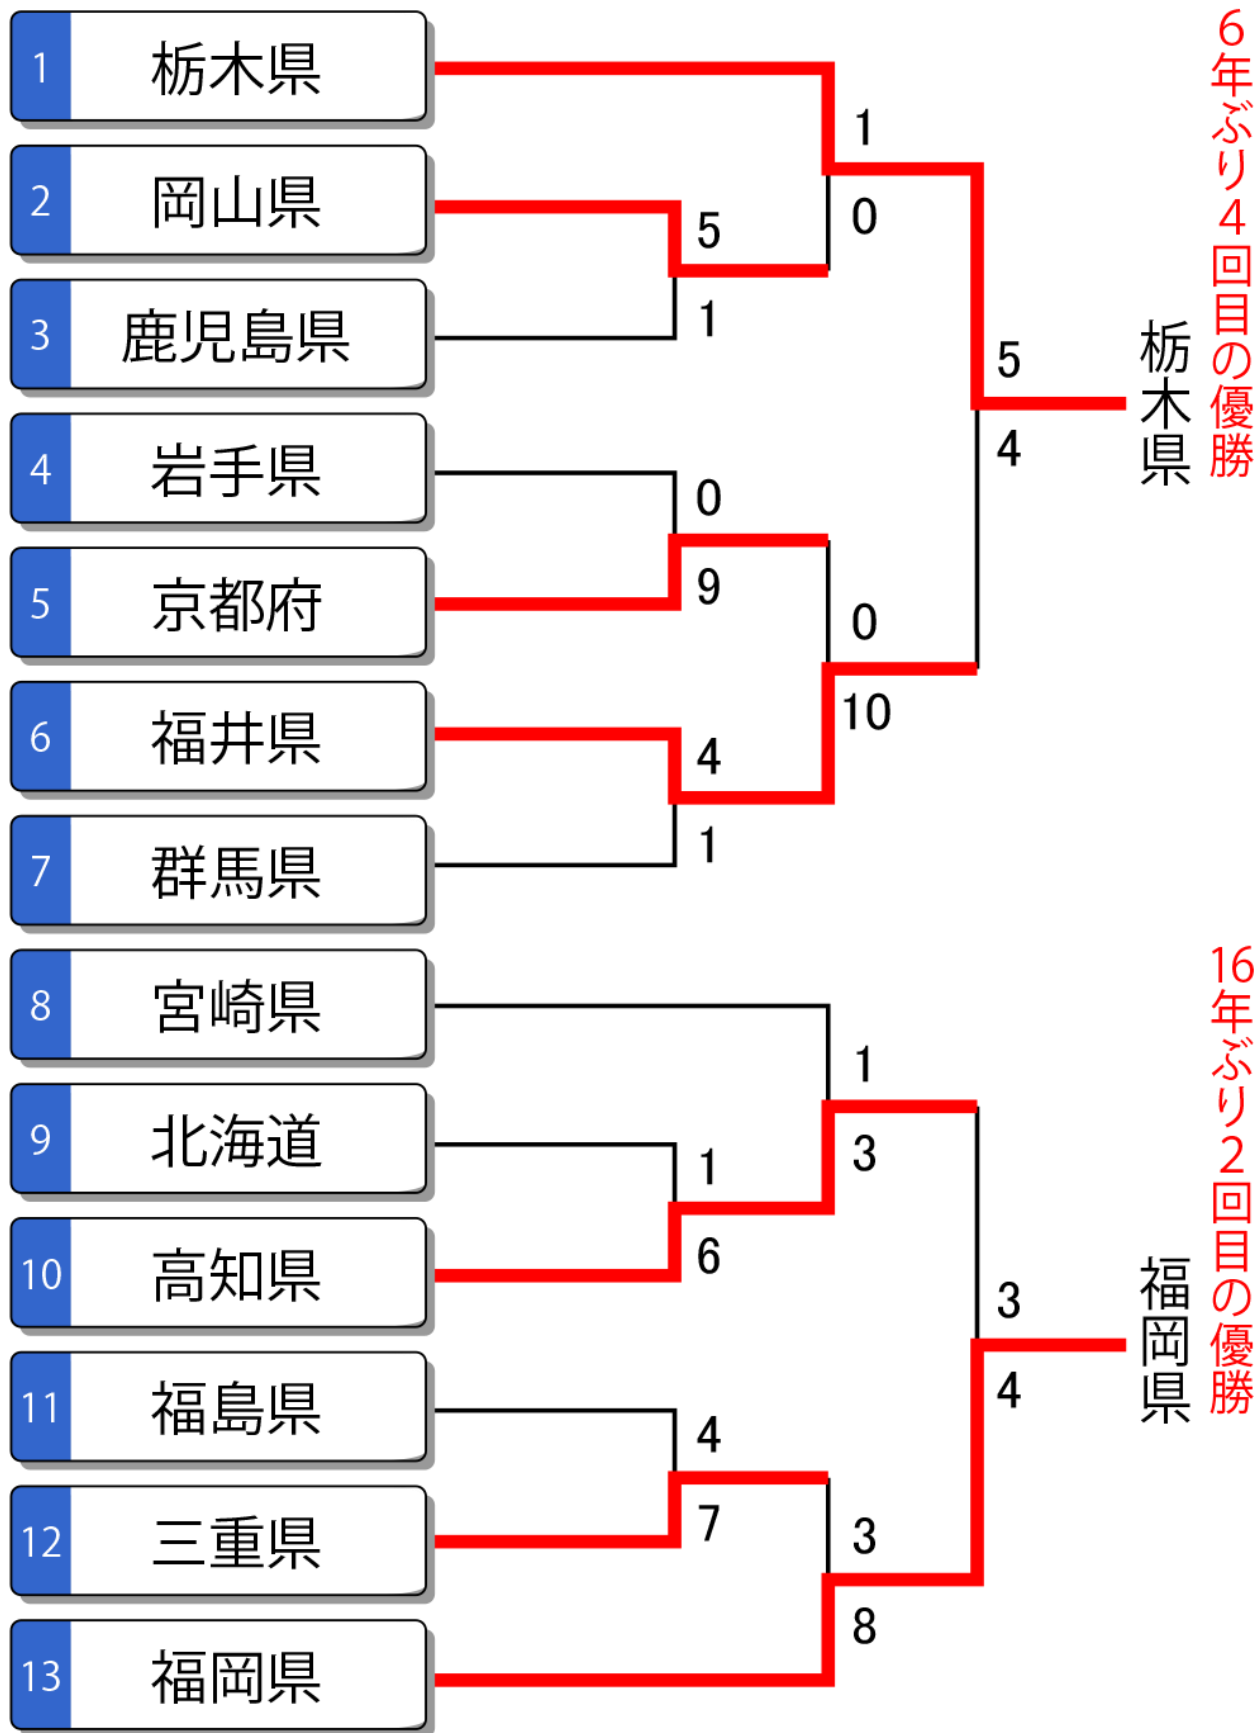 1 栃木県
2 岡山県
3 鹿児島県
4 岩手県
5 京都府
6 福井県
7 群馬県
8 宮崎県
9 北海道
10 高知県
11 福島県
12 三重県
13 福岡県
5
1
0
9
4
1
1
6
4
7
1
0
0
10
1
3
3
8
5
4
3
4
栃木県
6年ぶり4回目の優勝
福岡県
16年ぶり2回目の優勝